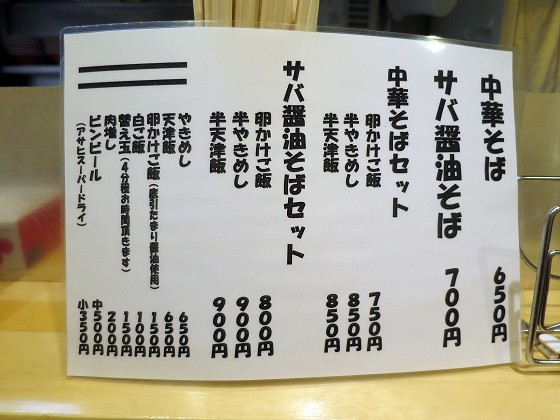 中華そば 650円
サバ醤油そば 700円
中華そばセット
卵かけご飯 750円
半やきめし 850円
半天津飯 850円
サバ醤油そばセット
卵かけご飯 800円
半やきめし 900円
半天津飯 900円
やきめし 650円
天津飯 650円
卵かけご飯(底引たまり醤油使用) 150円
白ご飯 100円
替え玉(4分程お時間頂きます) 150円
肉増し 200円
ビンビール 中500円
(アサヒスーパードライ) 小350円